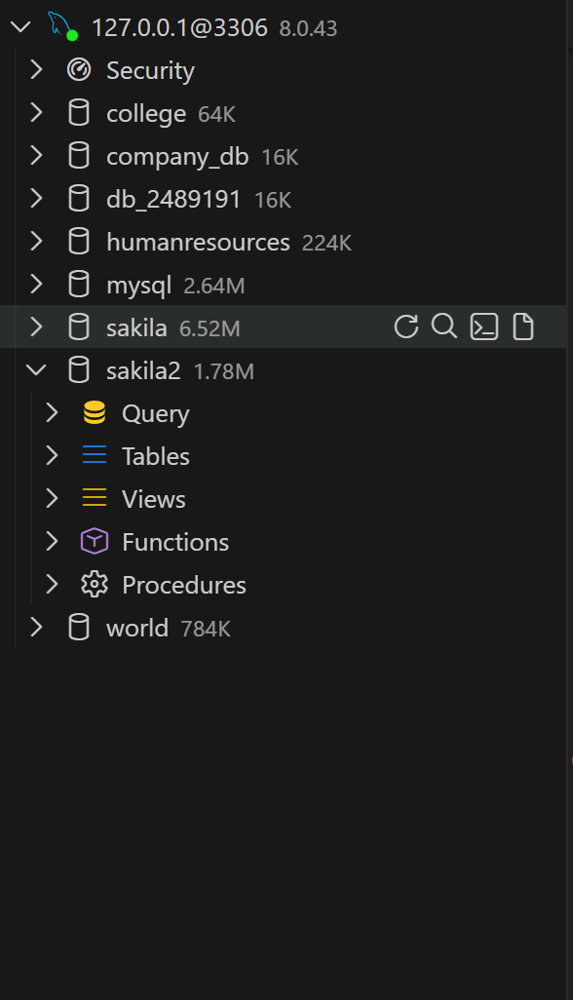 127.0.0.1@3306 8.0.43
Security
college 64K
company_db 16K
db_2489191 16K
humanresources 224K
mysql 2.64M
sakila 6.52M
sakila2 1.78M
Query
Tables
Views
Functions
Procedures
world 784K